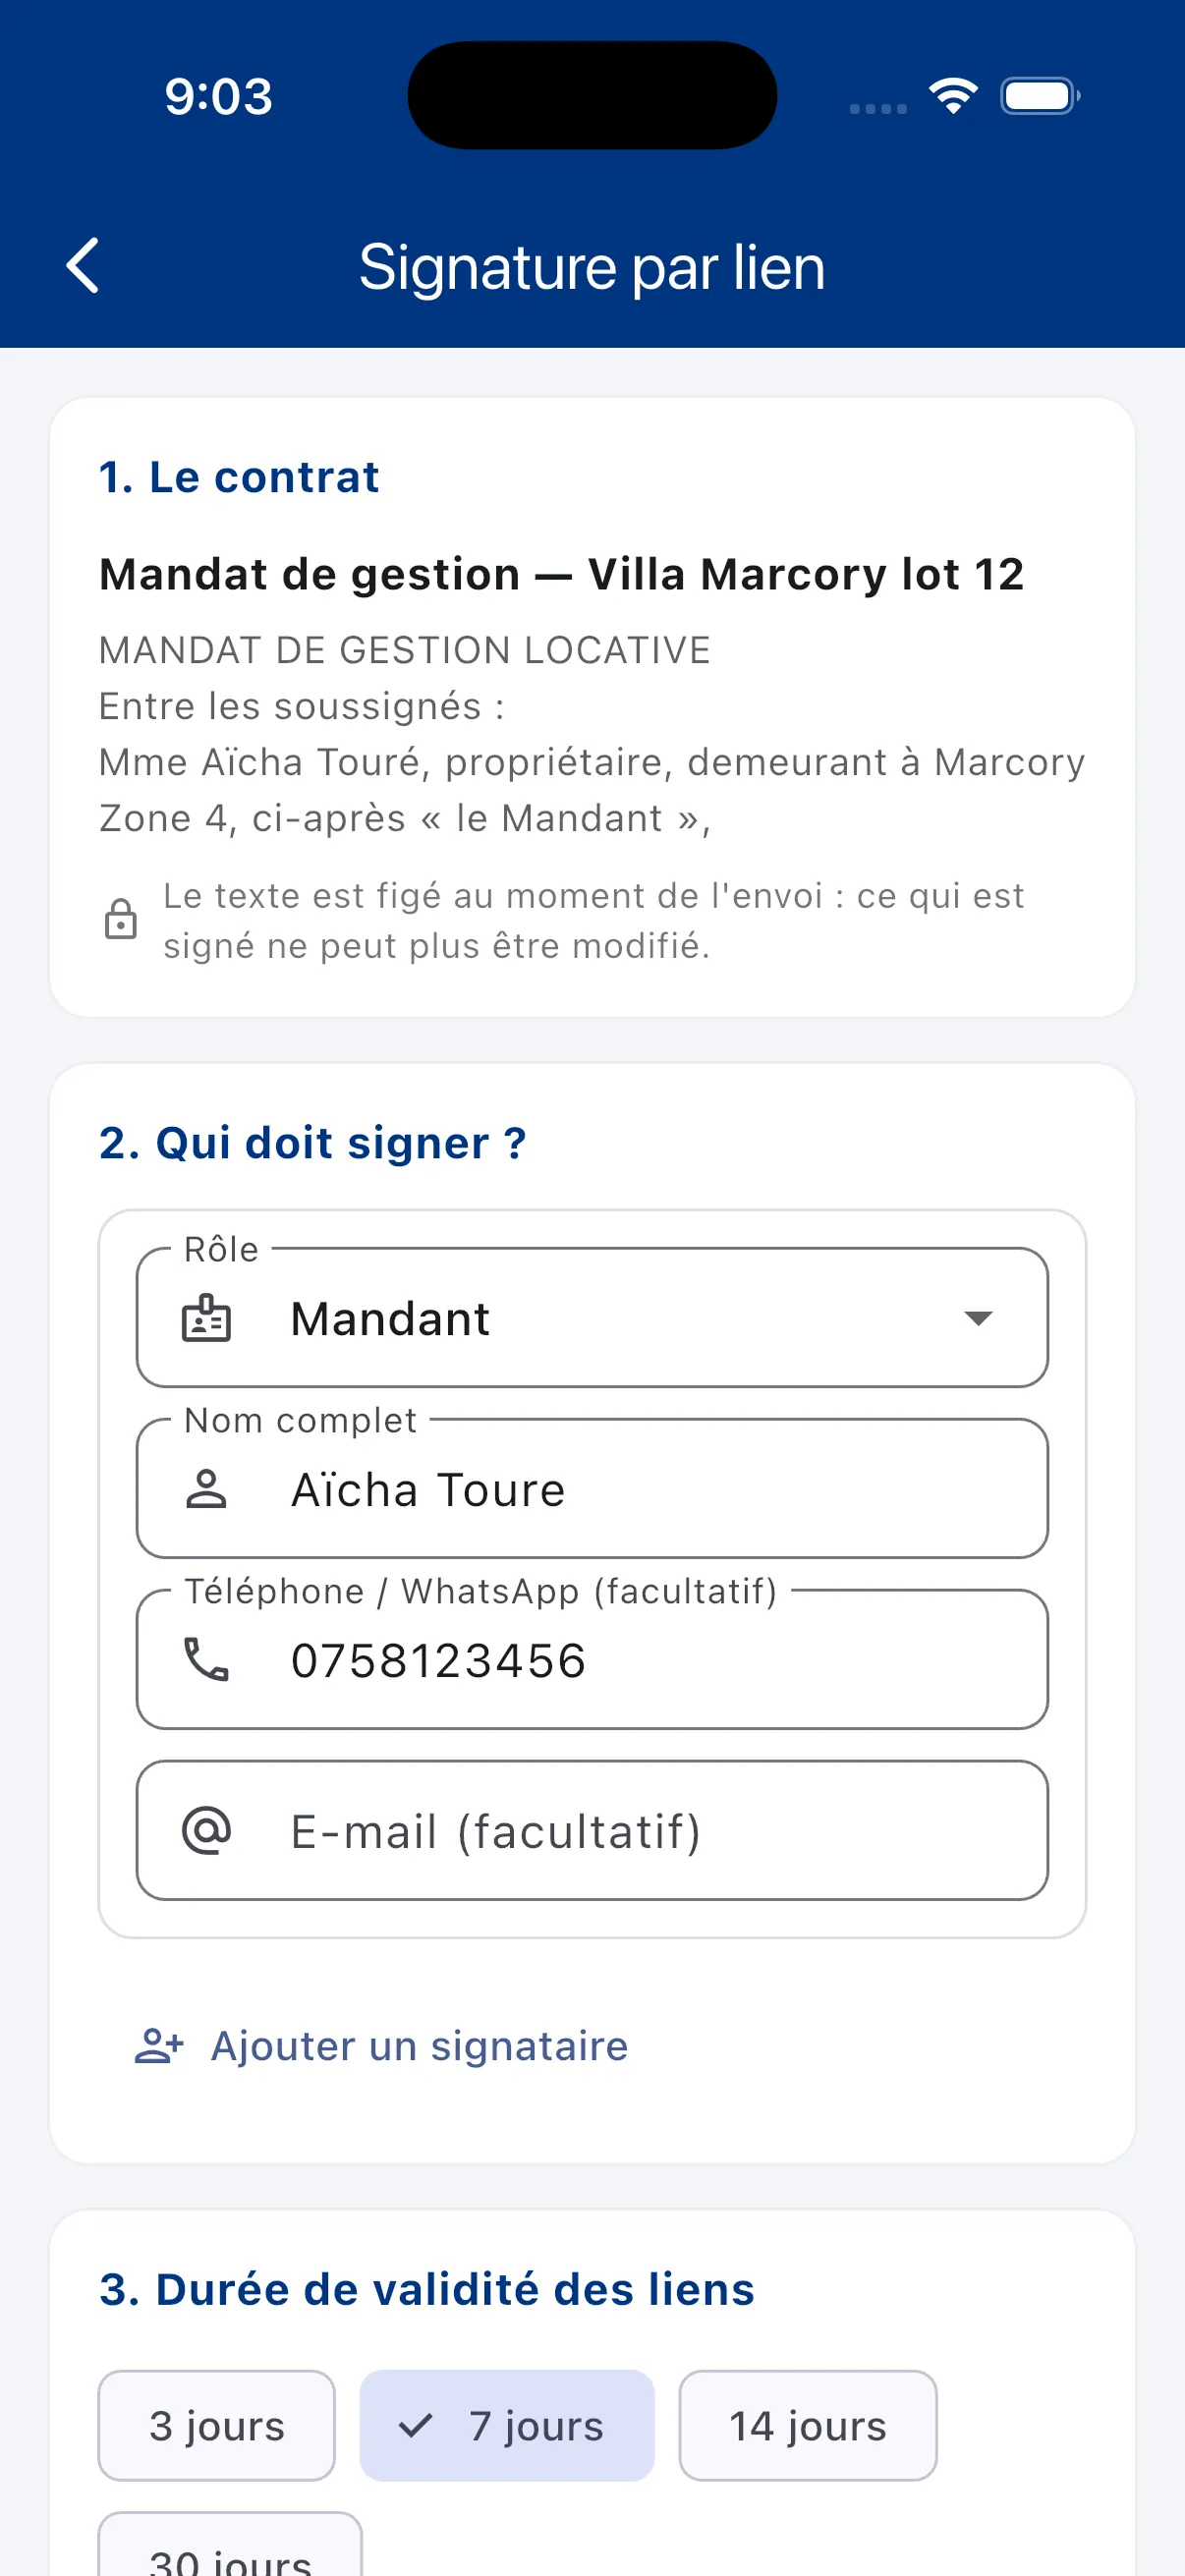 9:03
Signature par lien
1. Le contrat
Mandat de gestion — Villa Marcory lot 12
MANDAT DE GESTION LOCATIVE
Entre les soussignés :
Mme Aïcha Touré, propriétaire, demeurant à Marcory
Zone 4, ci-après « le Mandant »,
Le texte est figé au moment de l'envoi : ce qui est
signé ne peut plus être modifié.
2. Qui doit signer ?
Rôle
Mandant
Nom complet
Aïcha Toure
Téléphone / WhatsApp (facultatif)
0758123456
E-mail (facultatif)
Ajouter un signataire
3. Durée de validité des liens
3 jours
7 jours
14 jours
30 jours